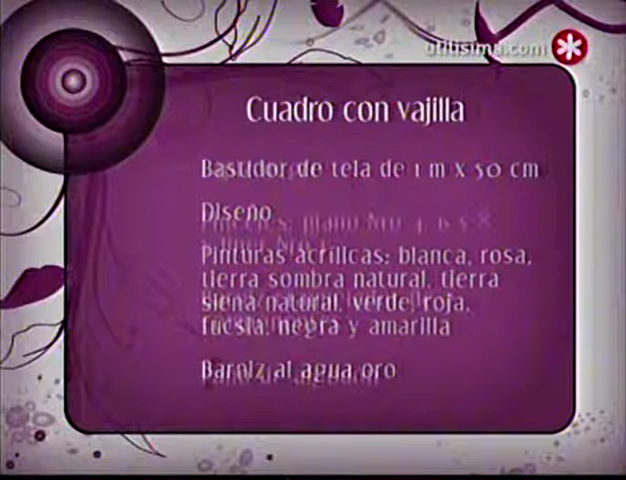 utilisima.com
Cuadro con vajilla
Bastidor de tela de 1 m x 50 cm
Diseño
Pinturas acrílicas: blanca, rosa,
tierra sombra natural, tierra
siena natural, verde, roja,
fucsia, negra y amarilla
Barniz al agua oro